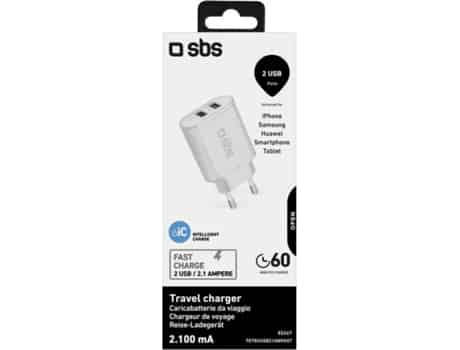 sbs
2 USB
iPhone
Samsung
Huawei
Smartphone
Tablet
sbs
iC
INTELLIGENT
CHARGE
OPEN
FAST
CHARGE
2 USB / 2.1 AMPERE
60
Travel charger
Caricabatterie da viaggio
Chargeur de voyage
Reise-Ladegerät
2.100 mA